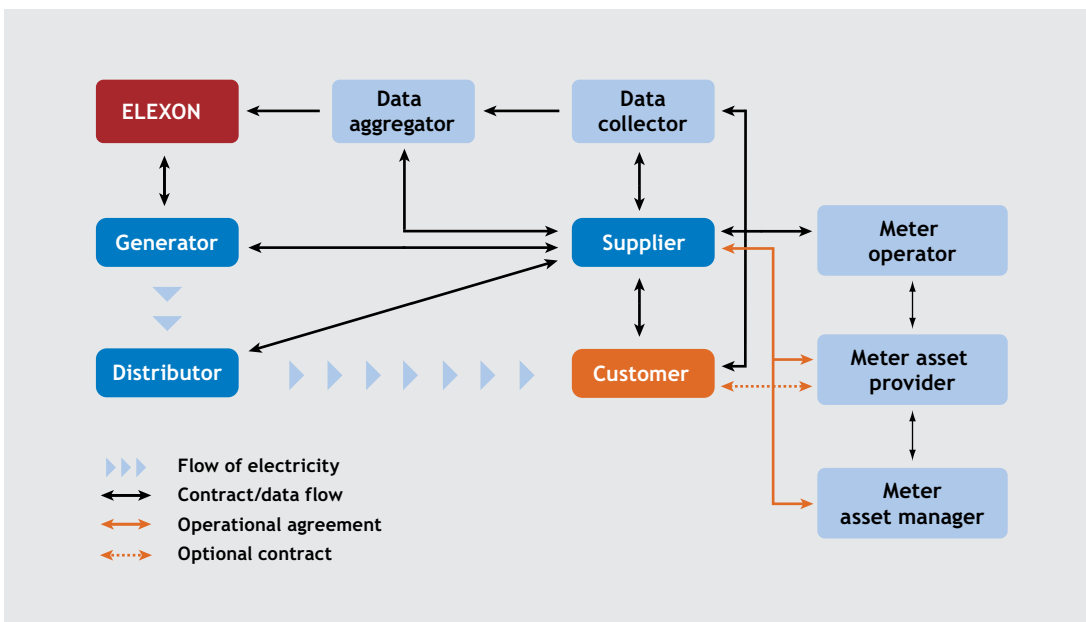 ELEXON
Data
aggregator
Data
collector
Generator
Supplier
Meter
operator
Distributor
Customer
Meter asset
provider
Meter
asset manager
Flow of electricity
Contract/data flow
Operational agreement
Optional contract